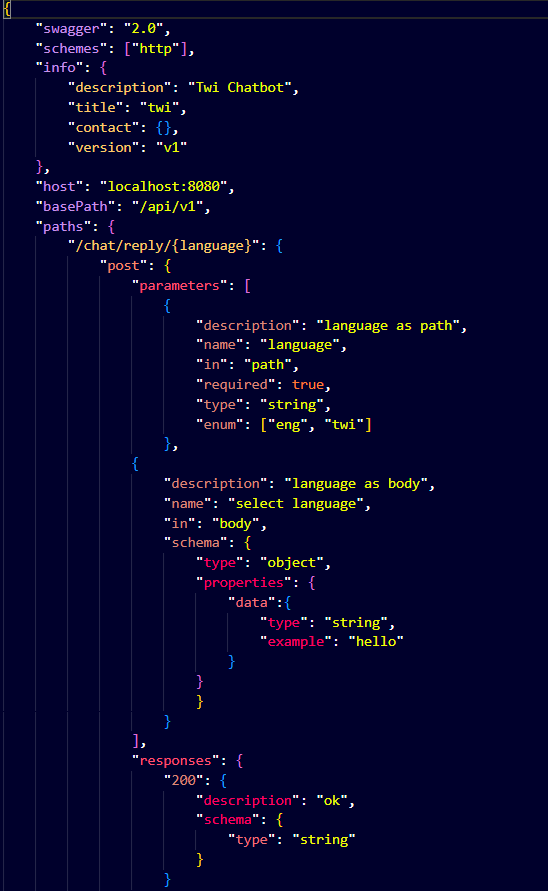 {
    "swagger": "2.0",
    "schemes": ["http"],
    "info": {
        "description": "Twi Chatbot",
        "title": "twi",
        "contact": {},
        "version": "v1"
    },
    "host": "localhost:8080",
    "basePath": "/api/v1",
    "paths": {
        "/chat/reply/{language}": {
            "post": {
                "parameters": [
                    {
                        "description": "language as path",
                        "name": "language",
                        "in": "path",
                        "required": true,
                        "type": "string",
                        "enum": ["eng", "twi"]
                    },
                {
                    "description": "language as body",
                    "name": "select language",
                    "in": "body",
                    "schema": {
                        "type": "object",
                        "properties": {
                            "data":{
                                "type": "string",
                                "example": "hello"
                            }
                        }
                        }
                    }
                ],
                "responses": {
                    "200": {
                        "description": "ok",
                        "schema": {
                            "type": "string"
                        }
                    }